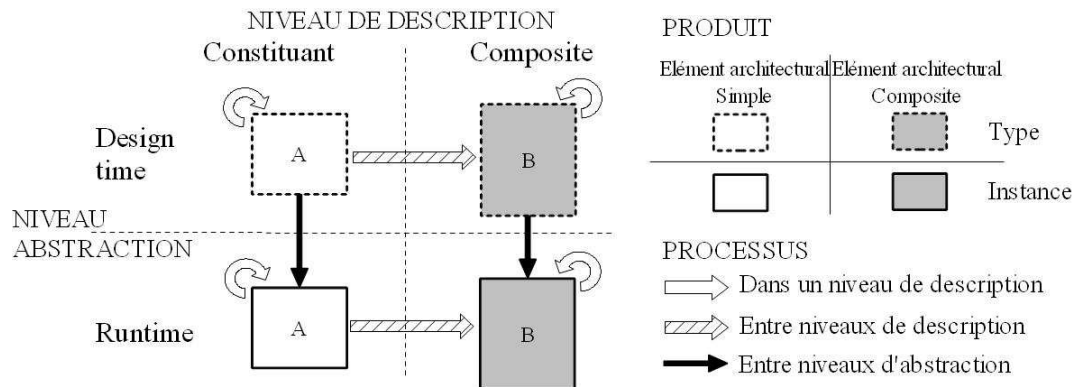 NIVEAU DE DESCRIPTION
Constituant
Composite
Design
time
A
B
NIVEAU
ABSTRACTION
Runtime
A
B
PRODUIT
Elément architectural
Simple
Elément architectural
Composite
Type
Instance
PROCESSUS
Dans un niveau de description
Entre niveaux de description
Entre niveaux d'abstraction